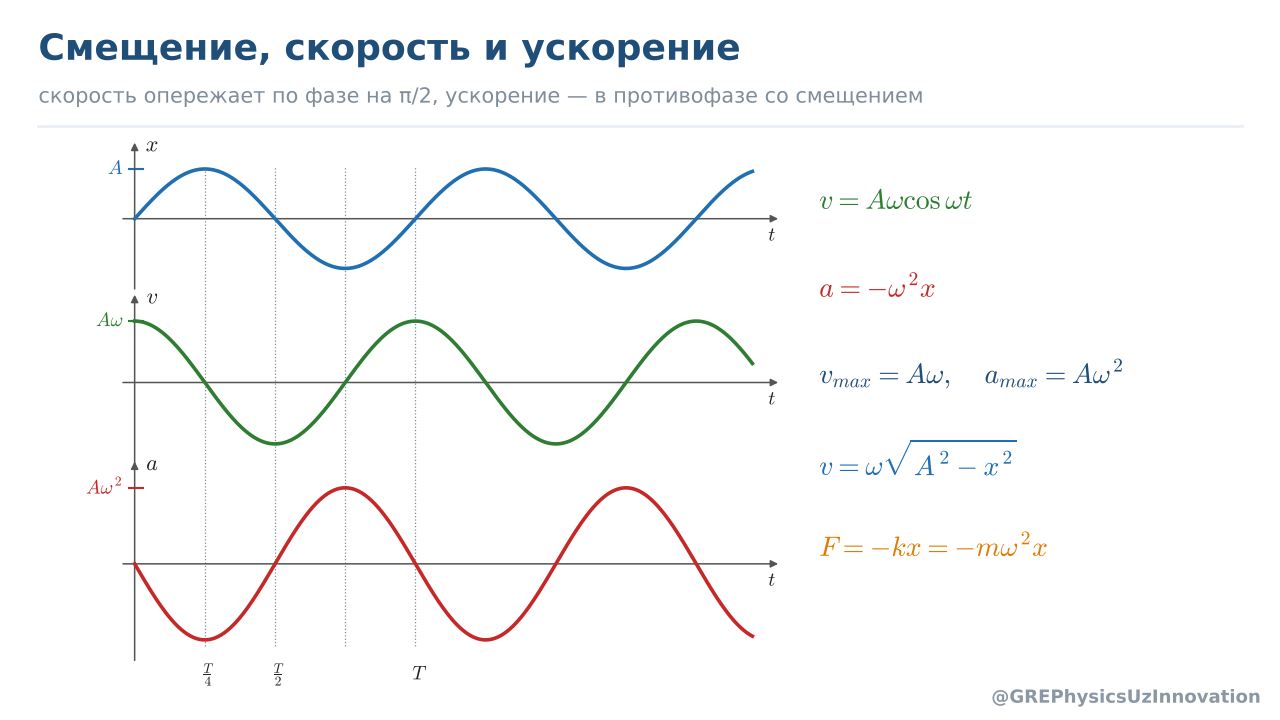 Смещение, скорость и ускорение
скорость опережает по фазе на π/2, ускорение — в противофазе со смещением
x
A
t
v
Aω
t
a
Aω²
t
T/4 T/2 T
v = Aω cos ωt
a = −ω²x
v_max = Aω, a_max = Aω²
v = ω√(A² − x²)
F = −kx = −mω²x
@GREPhysicsUzInnovation